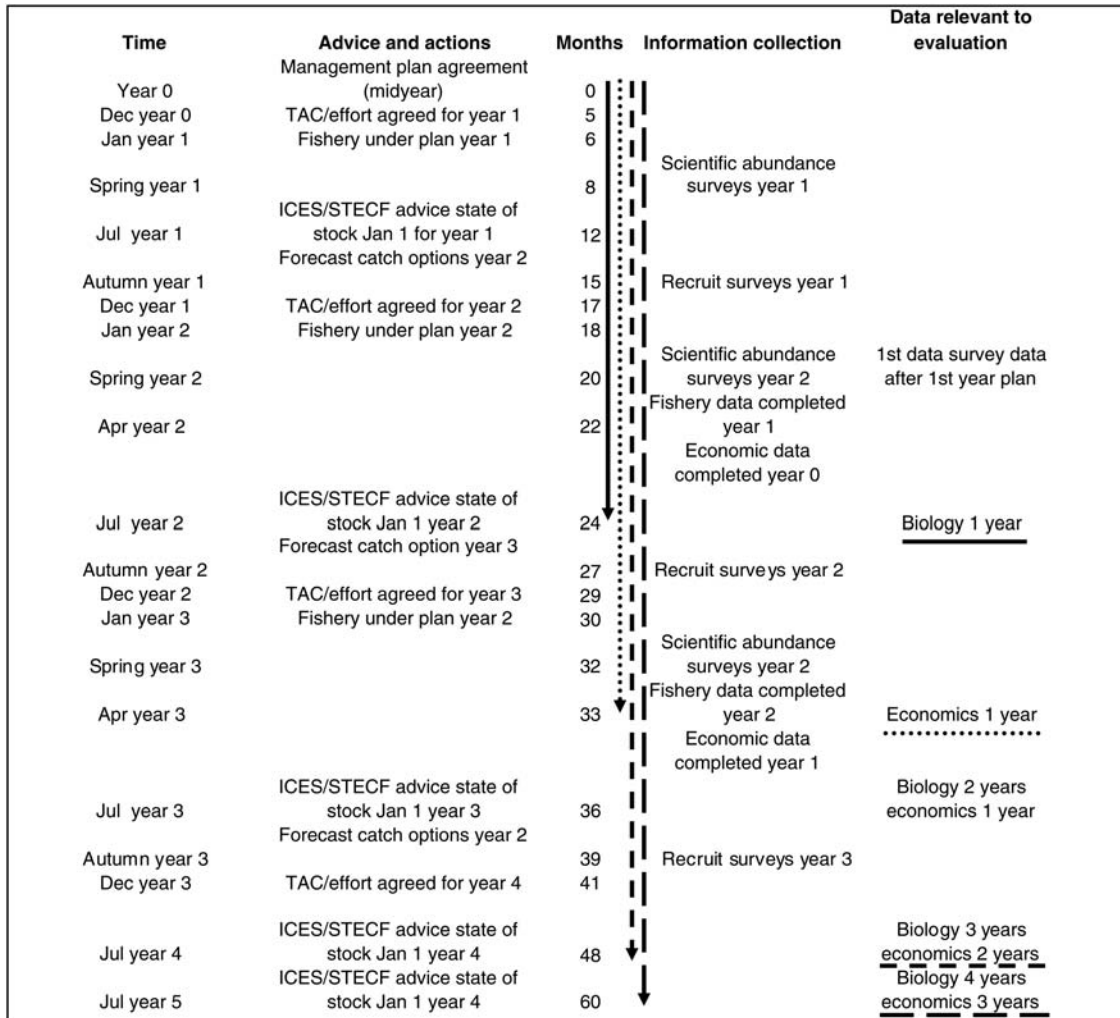 Data relevant to
Time Advice and actions Months Information collection evaluation
Management plan agreement
Year 0 (midyear) 0
Dec year 0 TAC/effort agreed for year 1 5
Jan year 1 Fishery under plan year 1 6
Scientific abundance
Spring year 1 8 surveys year 1
ICES/STECF advice state of
Jul year 1 stock Jan 1 for year 1 12
Forecast catch options year 2
Autumn year 1 15 Recruit surveys year 1
Dec year 1 TAC/effort agreed for year 2 17
Jan year 2 Fishery under plan year 2 18
Scientific abundance 1st data survey data
Spring year 2 20 surveys year 2 after 1st year plan
Fishery data completed
Apr year 2 22 year 1
Economic data
completed year 0
ICES/STECF advice state of
Jul year 2 stock Jan 1 year 2 24 Biology 1 year
Forecast catch option year 3
Autumn year 2 27 Recruit surveys year 2
Dec year 2 TAC/effort agreed for year 3 29
Jan year 3 Fishery under plan year 2 30
Scientific abundance
Spring year 3 32 surveys year 2
Fishery data completed
Apr year 3 33 year 2 Economics 1 year
Economic data
completed year 1
ICES/STECF advice state of Biology 2 years
Jul year 3 stock Jan 1 year 3 36 economics 1 year
Forecast catch options year 2
Autumn year 3 39 Recruit surveys year 3
Dec year 3 TAC/effort agreed for year 4 41
ICES/STECF advice state of Biology 3 years
Jul year 4 stock Jan 1 year 4 48 economics 2 years
ICES/STECF advice state of Biology 4 years
Jul year 5 stock Jan 1 year 4 60 economics 3 years